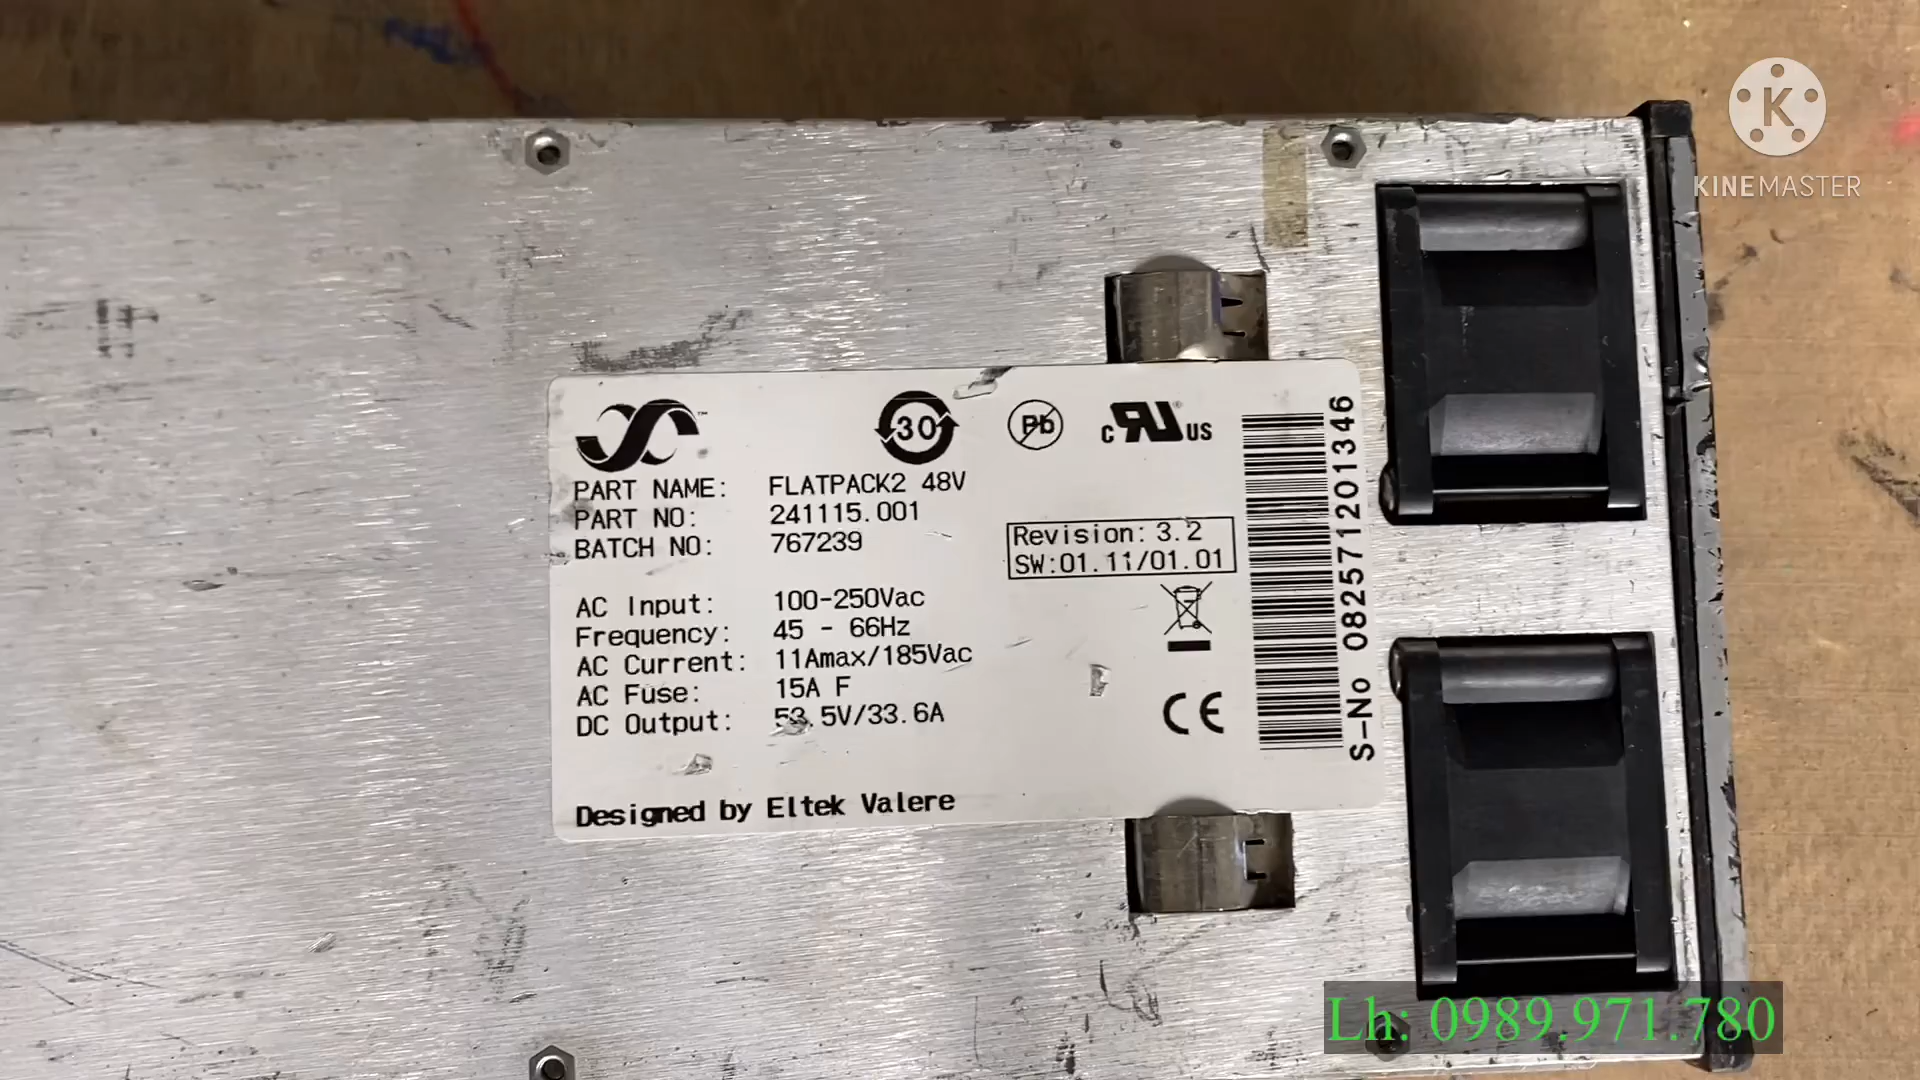 K
KINEMASTER
30
Pb
c RU ® US
PART NAME: FLATPACK2 48V
PART NO: 241115.001
BATCH NO: 767239
Revision: 3.2
SW:01.11/01.01
AC Input: 100-250Vac
Frequency: 45 - 66Hz
AC Current: 11Amax/185Vac
AC Fuse: 15A F
DC Output: 53.5V/33.6A
CE
Designed by Eltek Valere
S-No 082571201346
Lh: 0989.971.780